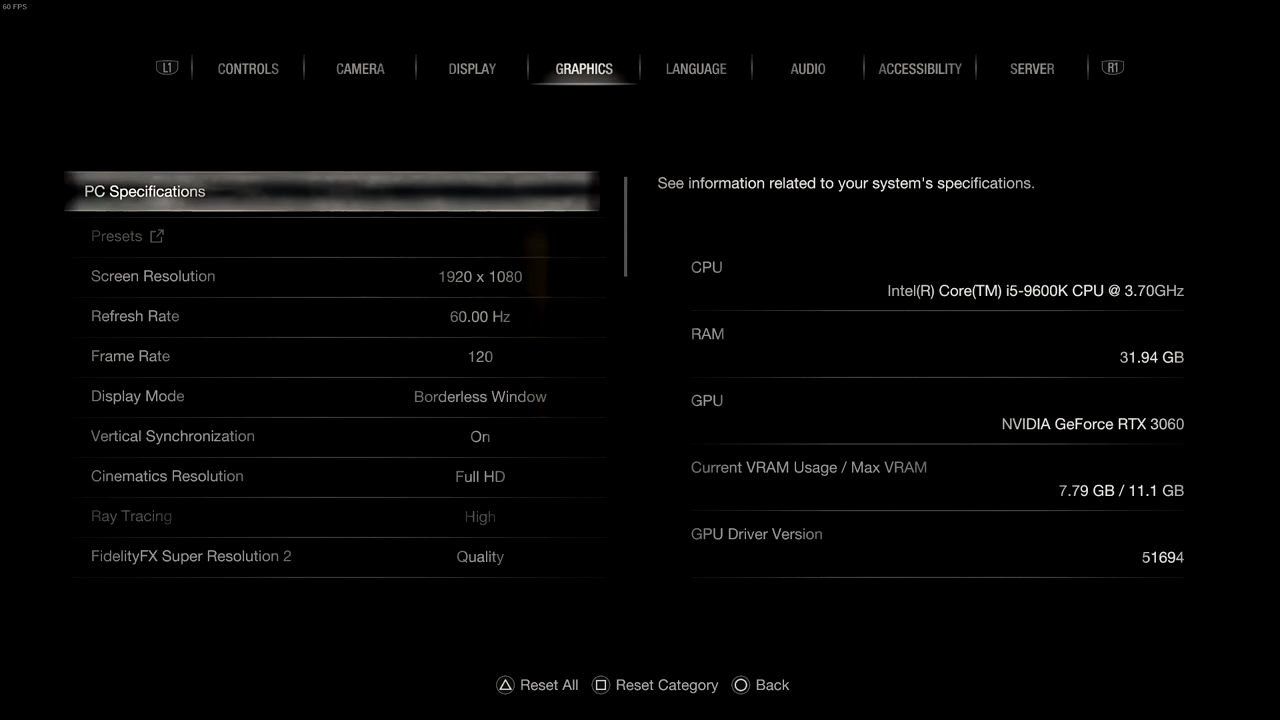 60 FPS
L1 CONTROLS CAMERA DISPLAY GRAPHICS LANGUAGE AUDIO ACCESSIBILITY SERVER R1
PC Specifications
Presets
Screen Resolution 1920 x 1080
Refresh Rate 60.00 Hz
Frame Rate 120
Display Mode Borderless Window
Vertical Synchronization On
Cinematics Resolution Full HD
Ray Tracing High
FidelityFX Super Resolution 2 Quality
See information related to your system's specifications.
CPU
Intel(R) Core(TM) i5-9600K CPU @ 3.70GHz
RAM
31.94 GB
GPU
NVIDIA GeForce RTX 3060
Current VRAM Usage / Max VRAM
7.79 GB / 11.1 GB
GPU Driver Version
51694
Reset All Reset Category Back